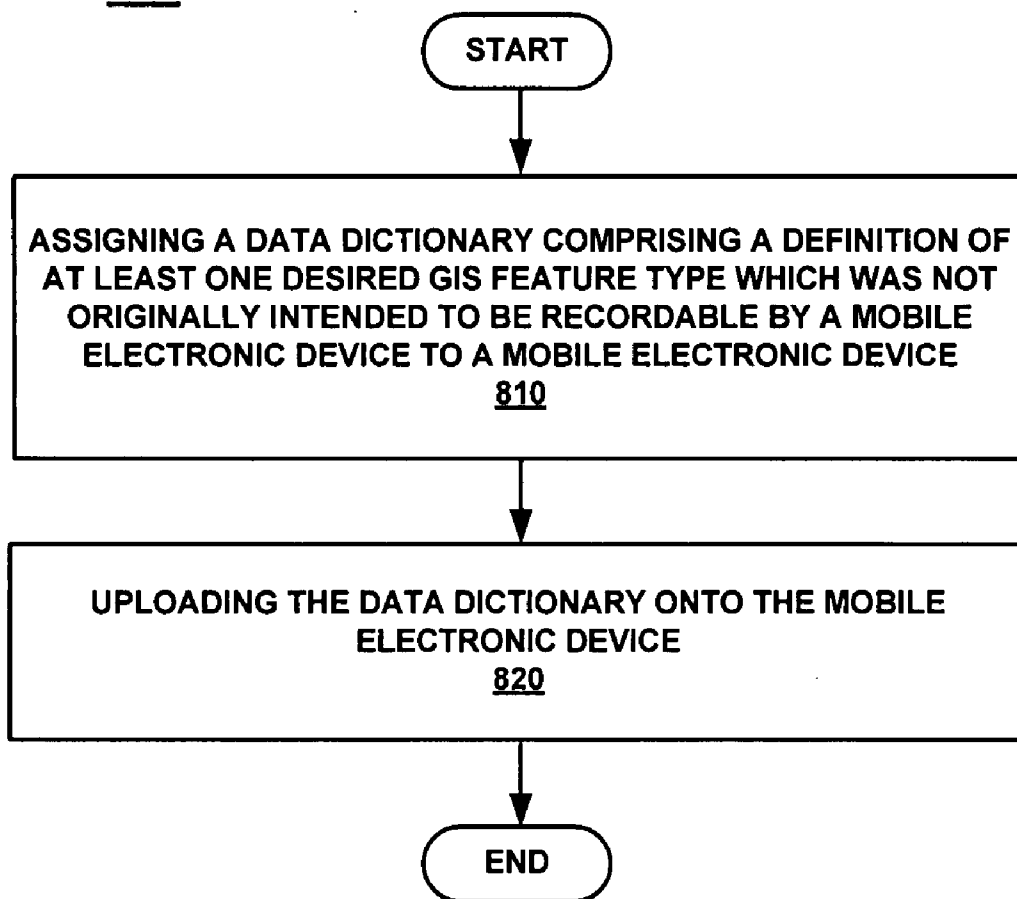 START
ASSIGNING A DATA DICTIONARY COMPRISING A DEFINITION OF
AT LEAST ONE DESIRED GIS FEATURE TYPE WHICH WAS NOT
ORIGINALLY INTENDED TO BE RECORDABLE BY A MOBILE
ELECTRONIC DEVICE TO A MOBILE ELECTRONIC DEVICE
810
UPLOADING THE DATA DICTIONARY ONTO THE MOBILE
ELECTRONIC DEVICE
820
END